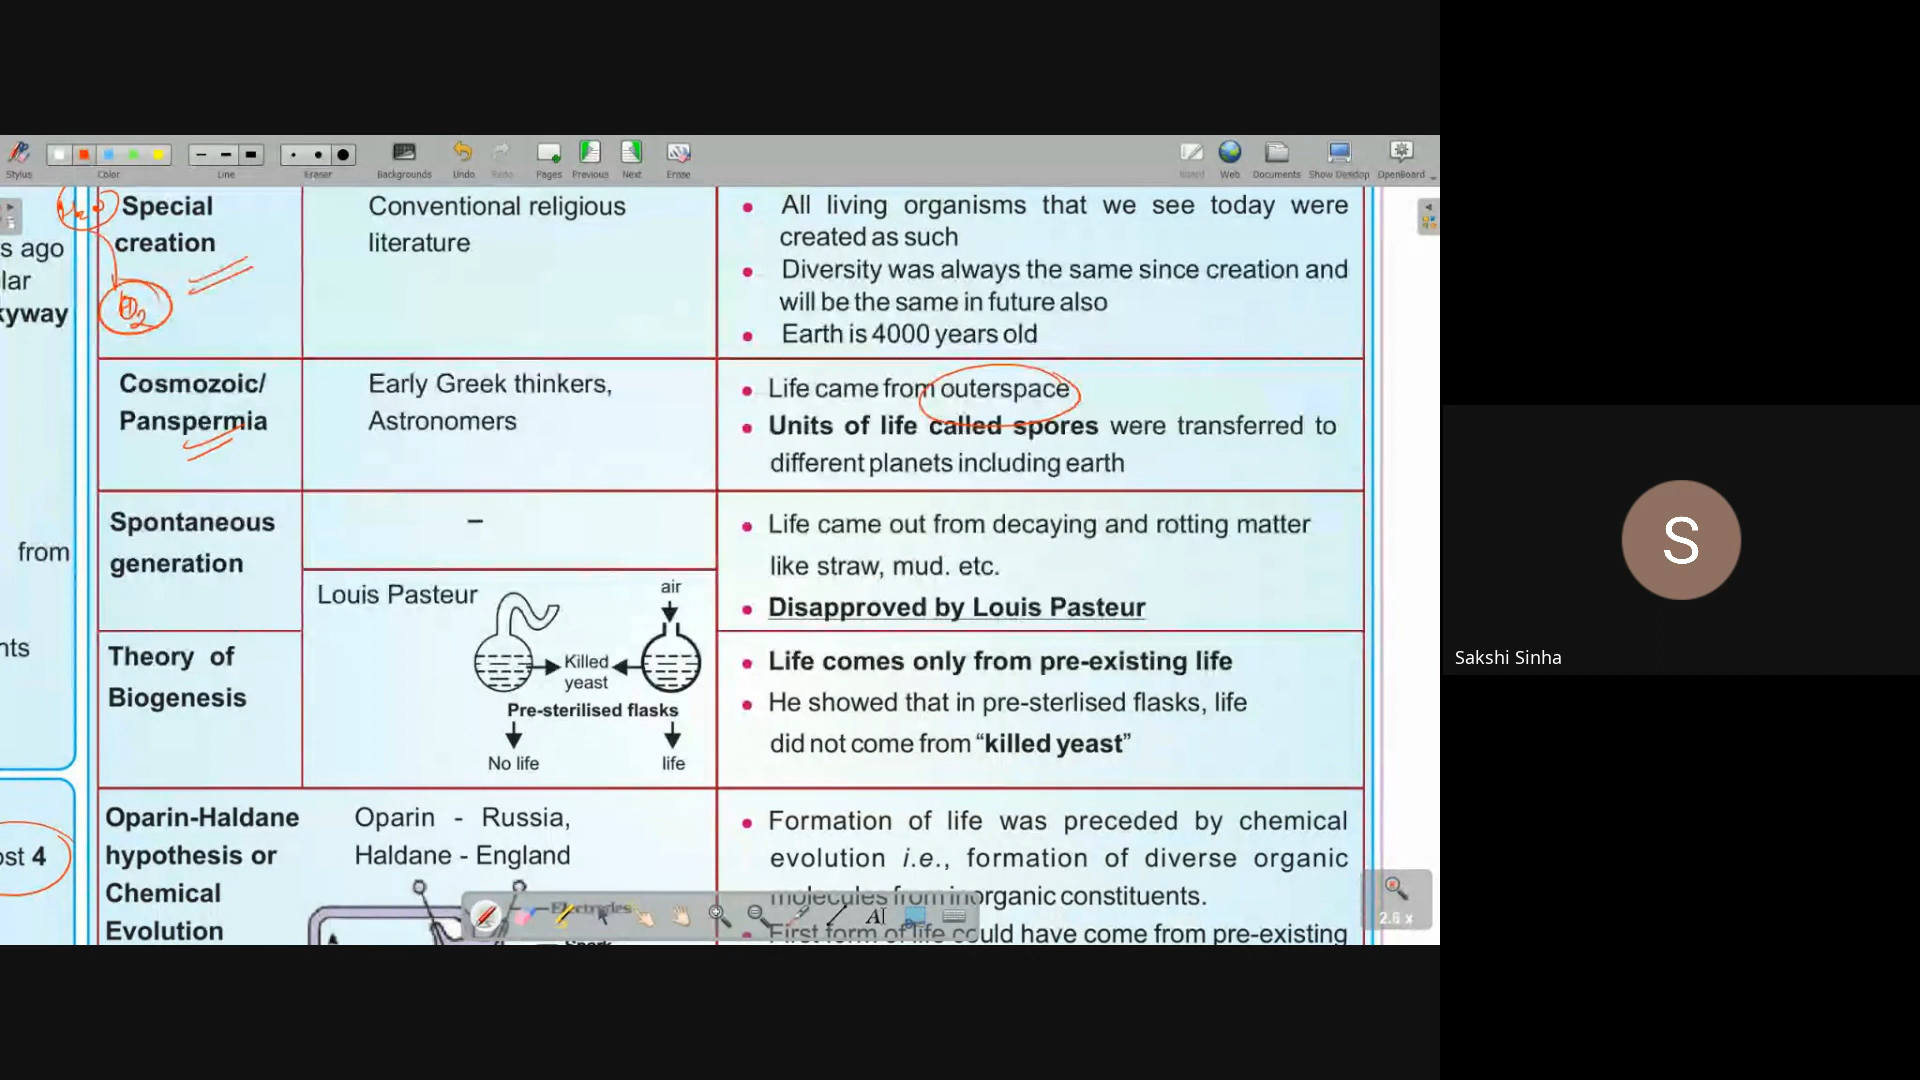 Stylus Color Line Eraser Backgrounds Undo Redo Pages Previous Next Erase Board Web Documents Show Desktop OpenBoard
s ago
lar
kyway
from
nts
ost 4
Special
creation
O2
Conventional religious
literature
All living organisms that we see today were
created as such
Diversity was always the same since creation and
will be the same in future also
Earth is 4000 years old
Cosmozoic/
Panspermia
Early Greek thinkers,
Astronomers
Life came from outerspace
Units of life called spores were transferred to
different planets including earth
Spontaneous
generation
–
Life came out from decaying and rotting matter
like straw, mud. etc.
Disapproved by Louis Pasteur
Theory of
Biogenesis
Louis Pasteur
air
Killed
yeast
Pre-sterilised flasks
No life
life
Life comes only from pre-existing life
He showed that in pre-sterlised flasks, life
did not come from “killed yeast”
Oparin-Haldane
hypothesis or
Chemical
Evolution
Oparin - Russia,
Haldane - England
Electrodes
Spark
Formation of life was preceded by chemical
evolution i.e., formation of diverse organic
molecules from inorganic constituents.
First form of life could have come from pre-existing
AI
2.6 x
S
Sakshi Sinha